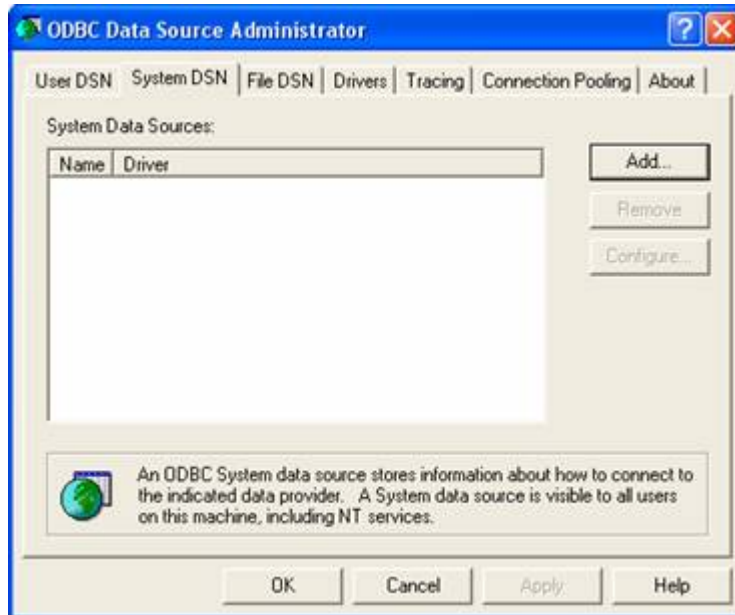 ODBC Data Source Administrator
User DSN System DSN File DSN Drivers Tracing Connection Pooling About
System Data Sources:
Name Driver
Add...
Remove
Configure...
An ODBC System data source stores information about how to connect to
the indicated data provider. A System data source is visible to all users
on this machine, including NT services.
OK Cancel Apply Help